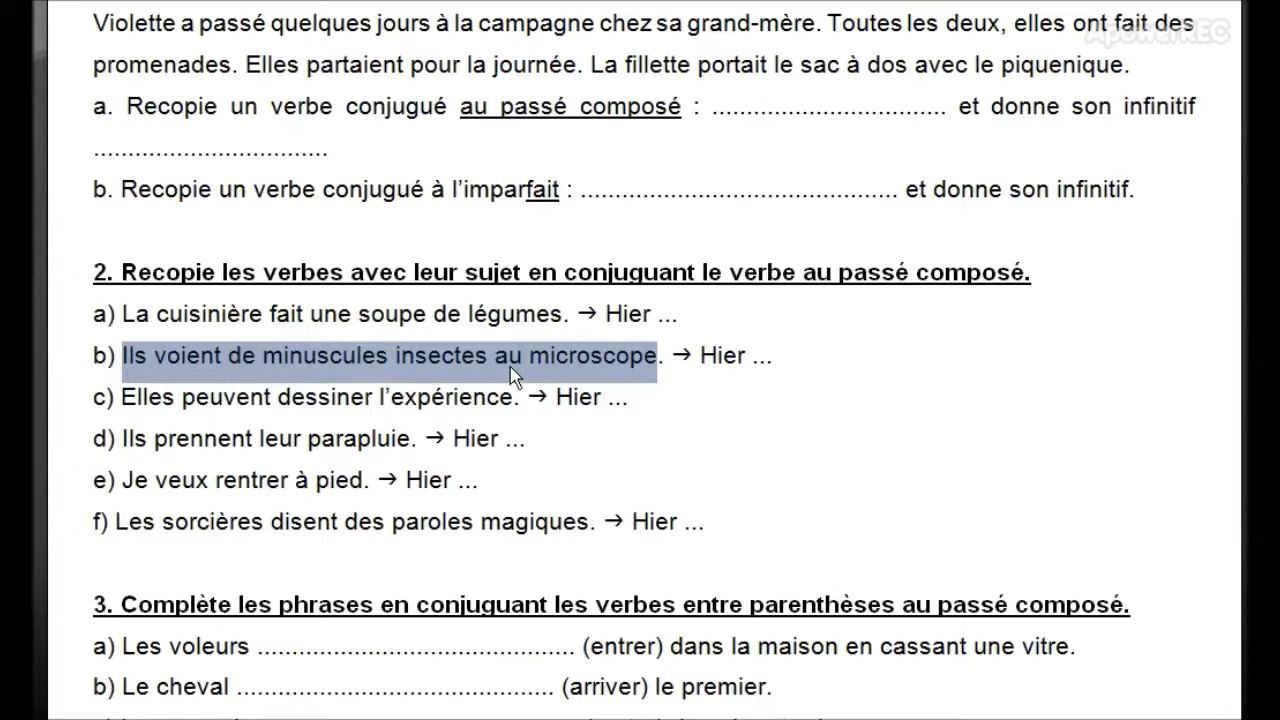 Violette a passé quelques jours à la campagne chez sa grand-mère. Toutes les deux, elles ont fait des
ApowerREC
promenades. Elles partaient pour la journée. La fillette portait le sac à dos avec le piquenique.
a. Recopie un verbe conjugué au passé composé : .................................. et donne son infinitif
..................................
b. Recopie un verbe conjugué à l’imparfait : .............................................. et donne son infinitif.
2. Recopie les verbes avec leur sujet en conjuguant le verbe au passé composé.
a) La cuisinière fait une soupe de légumes. → Hier ...
b) Ils voient de minuscules insectes au microscope. → Hier ...
c) Elles peuvent dessiner l’expérience. → Hier ...
d) Ils prennent leur parapluie. → Hier ...
e) Je veux rentrer à pied. → Hier ...
f) Les sorcières disent des paroles magiques. → Hier ...
3. Complète les phrases en conjuguant les verbes entre parenthèses au passé composé.
a) Les voleurs .............................................. (entrer) dans la maison en cassant une vitre.
b) Le cheval .............................................. (arriver) le premier.